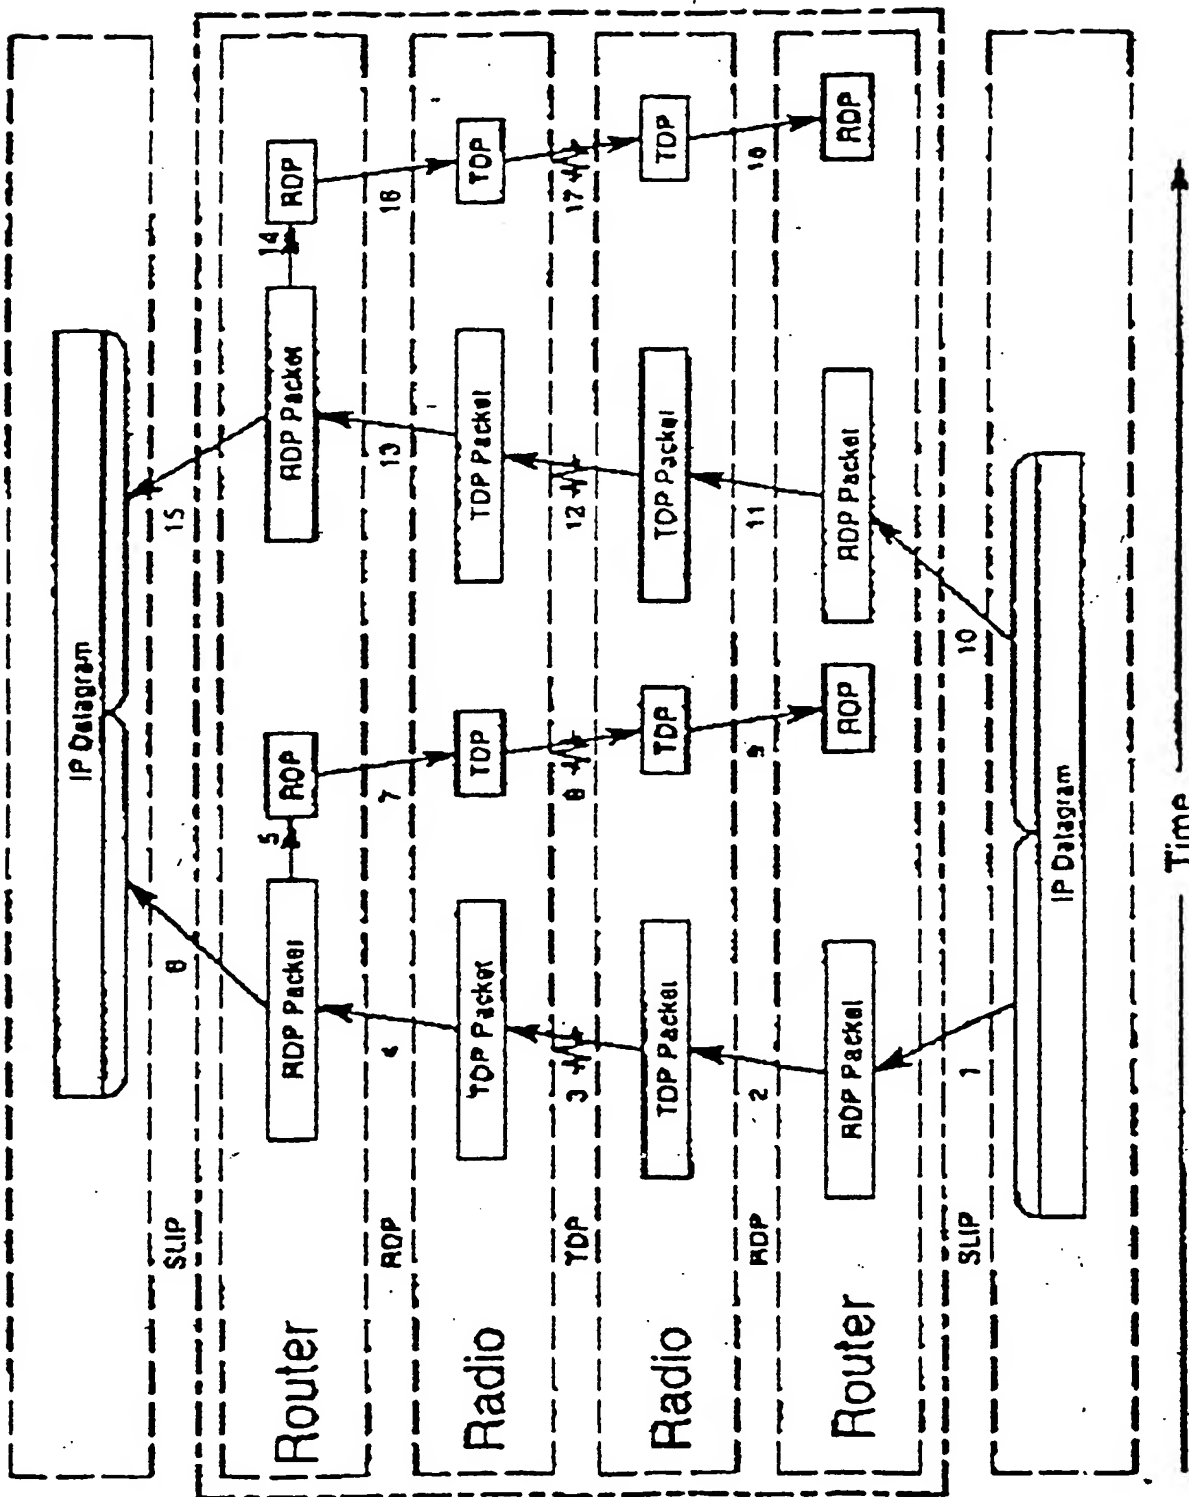 IP Datagram
SLIP 6 15
Router RDP Packet 5 RDP RDP Packet 14 RDP
RDP 4 7 13 16
Radio TDP Packet TDP TDP Packet TDP
TDP 3 8 12 17
Radio TDP Packet TDP TDP Packet TDP
RDP 2 9 11 18
Router RDP Packet RDP RDP Packet RDP
SLIP 1 10
IP Datagram
Time